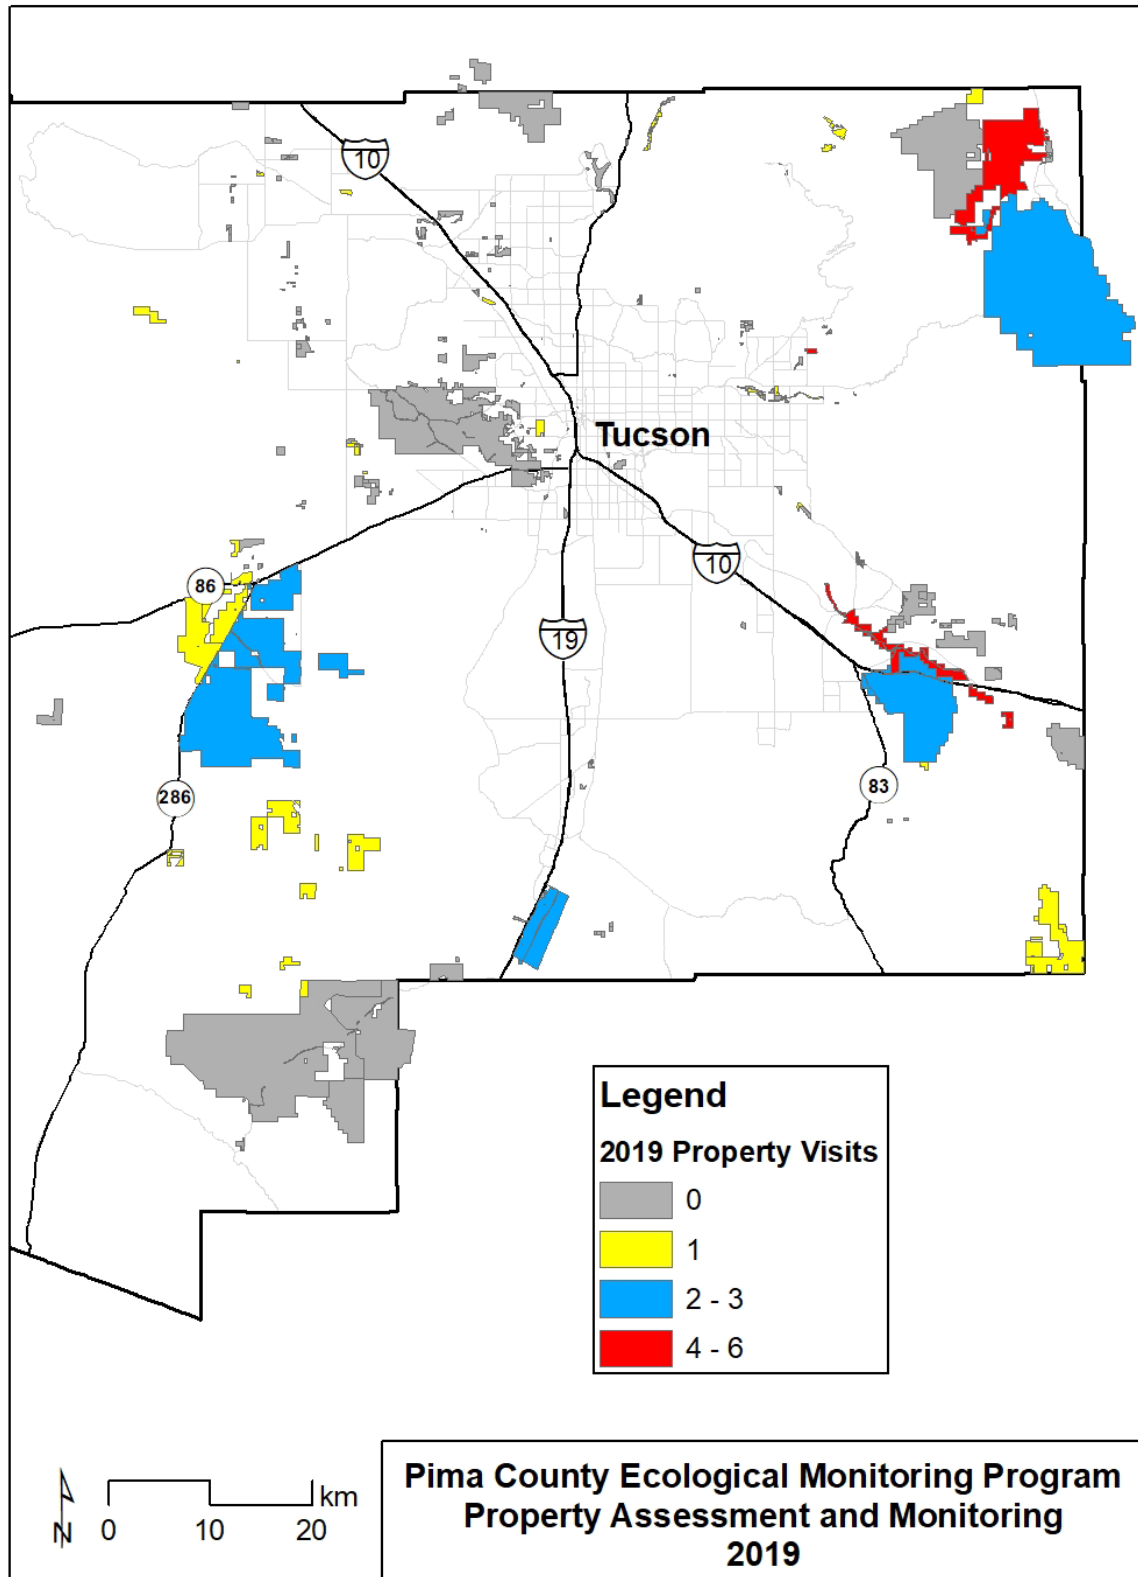 10
Tucson
10
86
19
286
83
Legend
2019 Property Visits
0
1
2 - 3
4 - 6
N
km
0 10 20
Pima County Ecological Monitoring Program
Property Assessment and Monitoring
2019